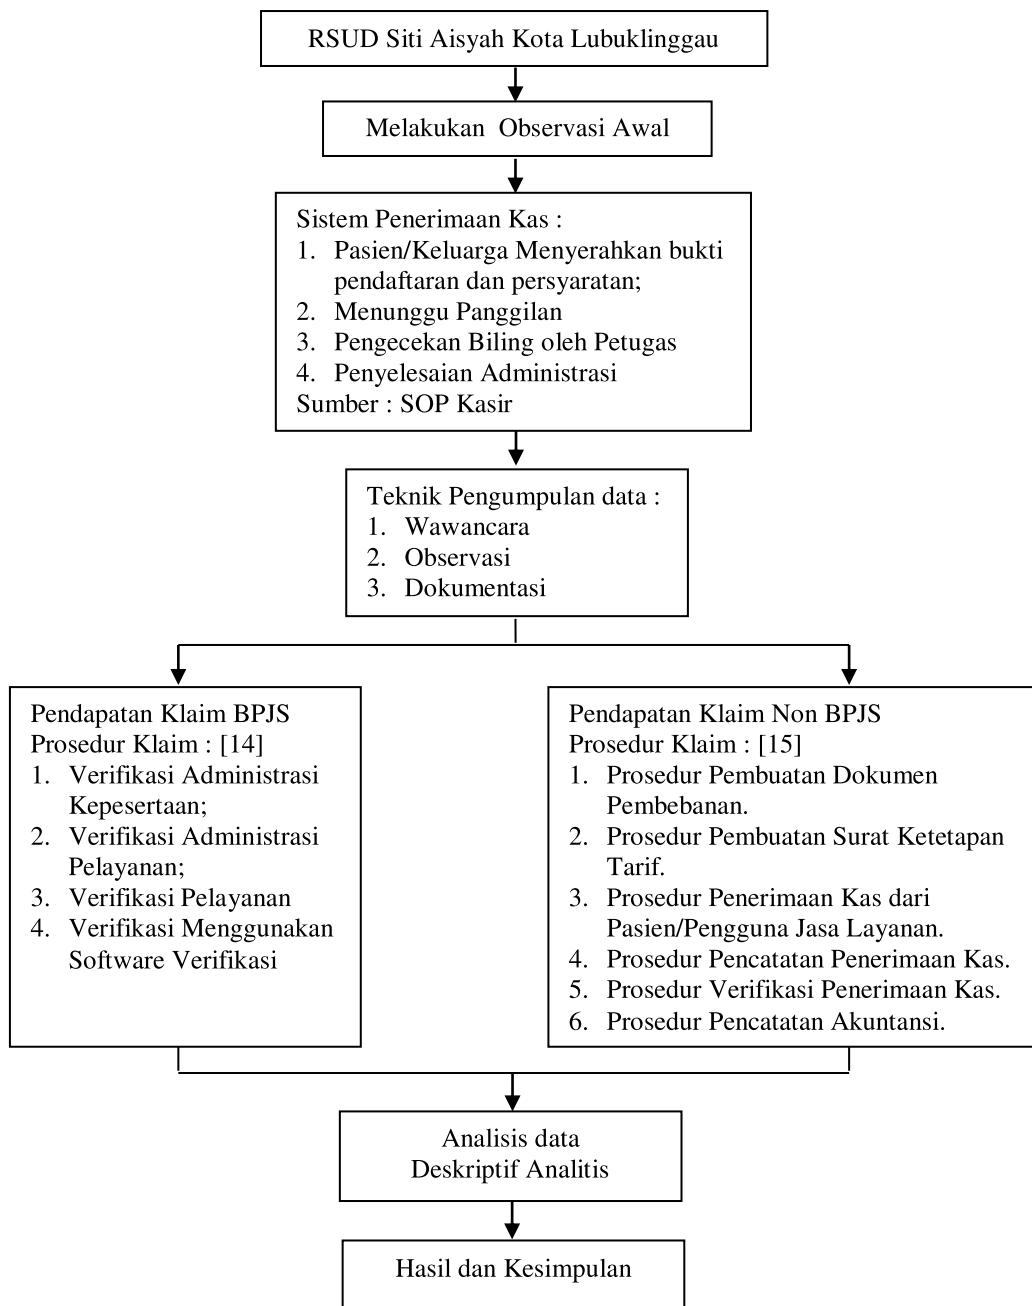 RSUD Siti Aisyah Kota Lubuklinggau
Melakukan Observasi Awal
Sistem Penerimaan Kas :
1. Pasien/Keluarga Menyerahkan bukti
pendaftaran dan persyaratan;
2. Menunggu Panggilan
3. Pengecekan Biling oleh Petugas
4. Penyelesaian Administrasi
Sumber : SOP Kasir
Teknik Pengumpulan data :
1. Wawancara
2. Observasi
3. Dokumentasi
Pendapatan Klaim BPJS
Prosedur Klaim : [14]
1. Verifikasi Administrasi
Kepesertaan;
2. Verifikasi Administrasi
Pelayanan;
3. Verifikasi Pelayanan
4. Verifikasi Menggunakan
Software Verifikasi
Pendapatan Klaim Non BPJS
Prosedur Klaim : [15]
1. Prosedur Pembuatan Dokumen
Pembebanan.
2. Prosedur Pembuatan Surat Ketetapan
Tarif.
3. Prosedur Penerimaan Kas dari
Pasien/Pengguna Jasa Layanan.
4. Prosedur Pencatatan Penerimaan Kas.
5. Prosedur Verifikasi Penerimaan Kas.
6. Prosedur Pencatatan Akuntansi.
Analisis data
Deskriptif Analitis
Hasil dan Kesimpulan